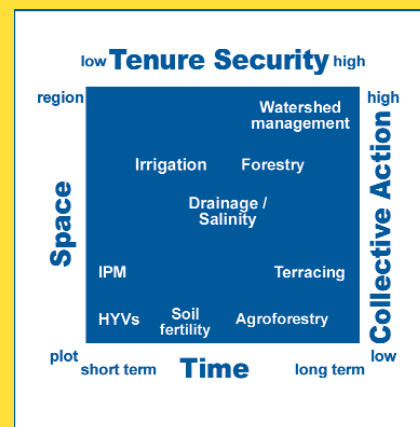 low Tenure Security high
region
high
Watershed
management
Irrigation
Forestry
Drainage /
Salinity
Space
Collective Action
IPM
Terracing
HYVs
Soil
fertility
Agroforestry
plot
low
short term
Time
long term